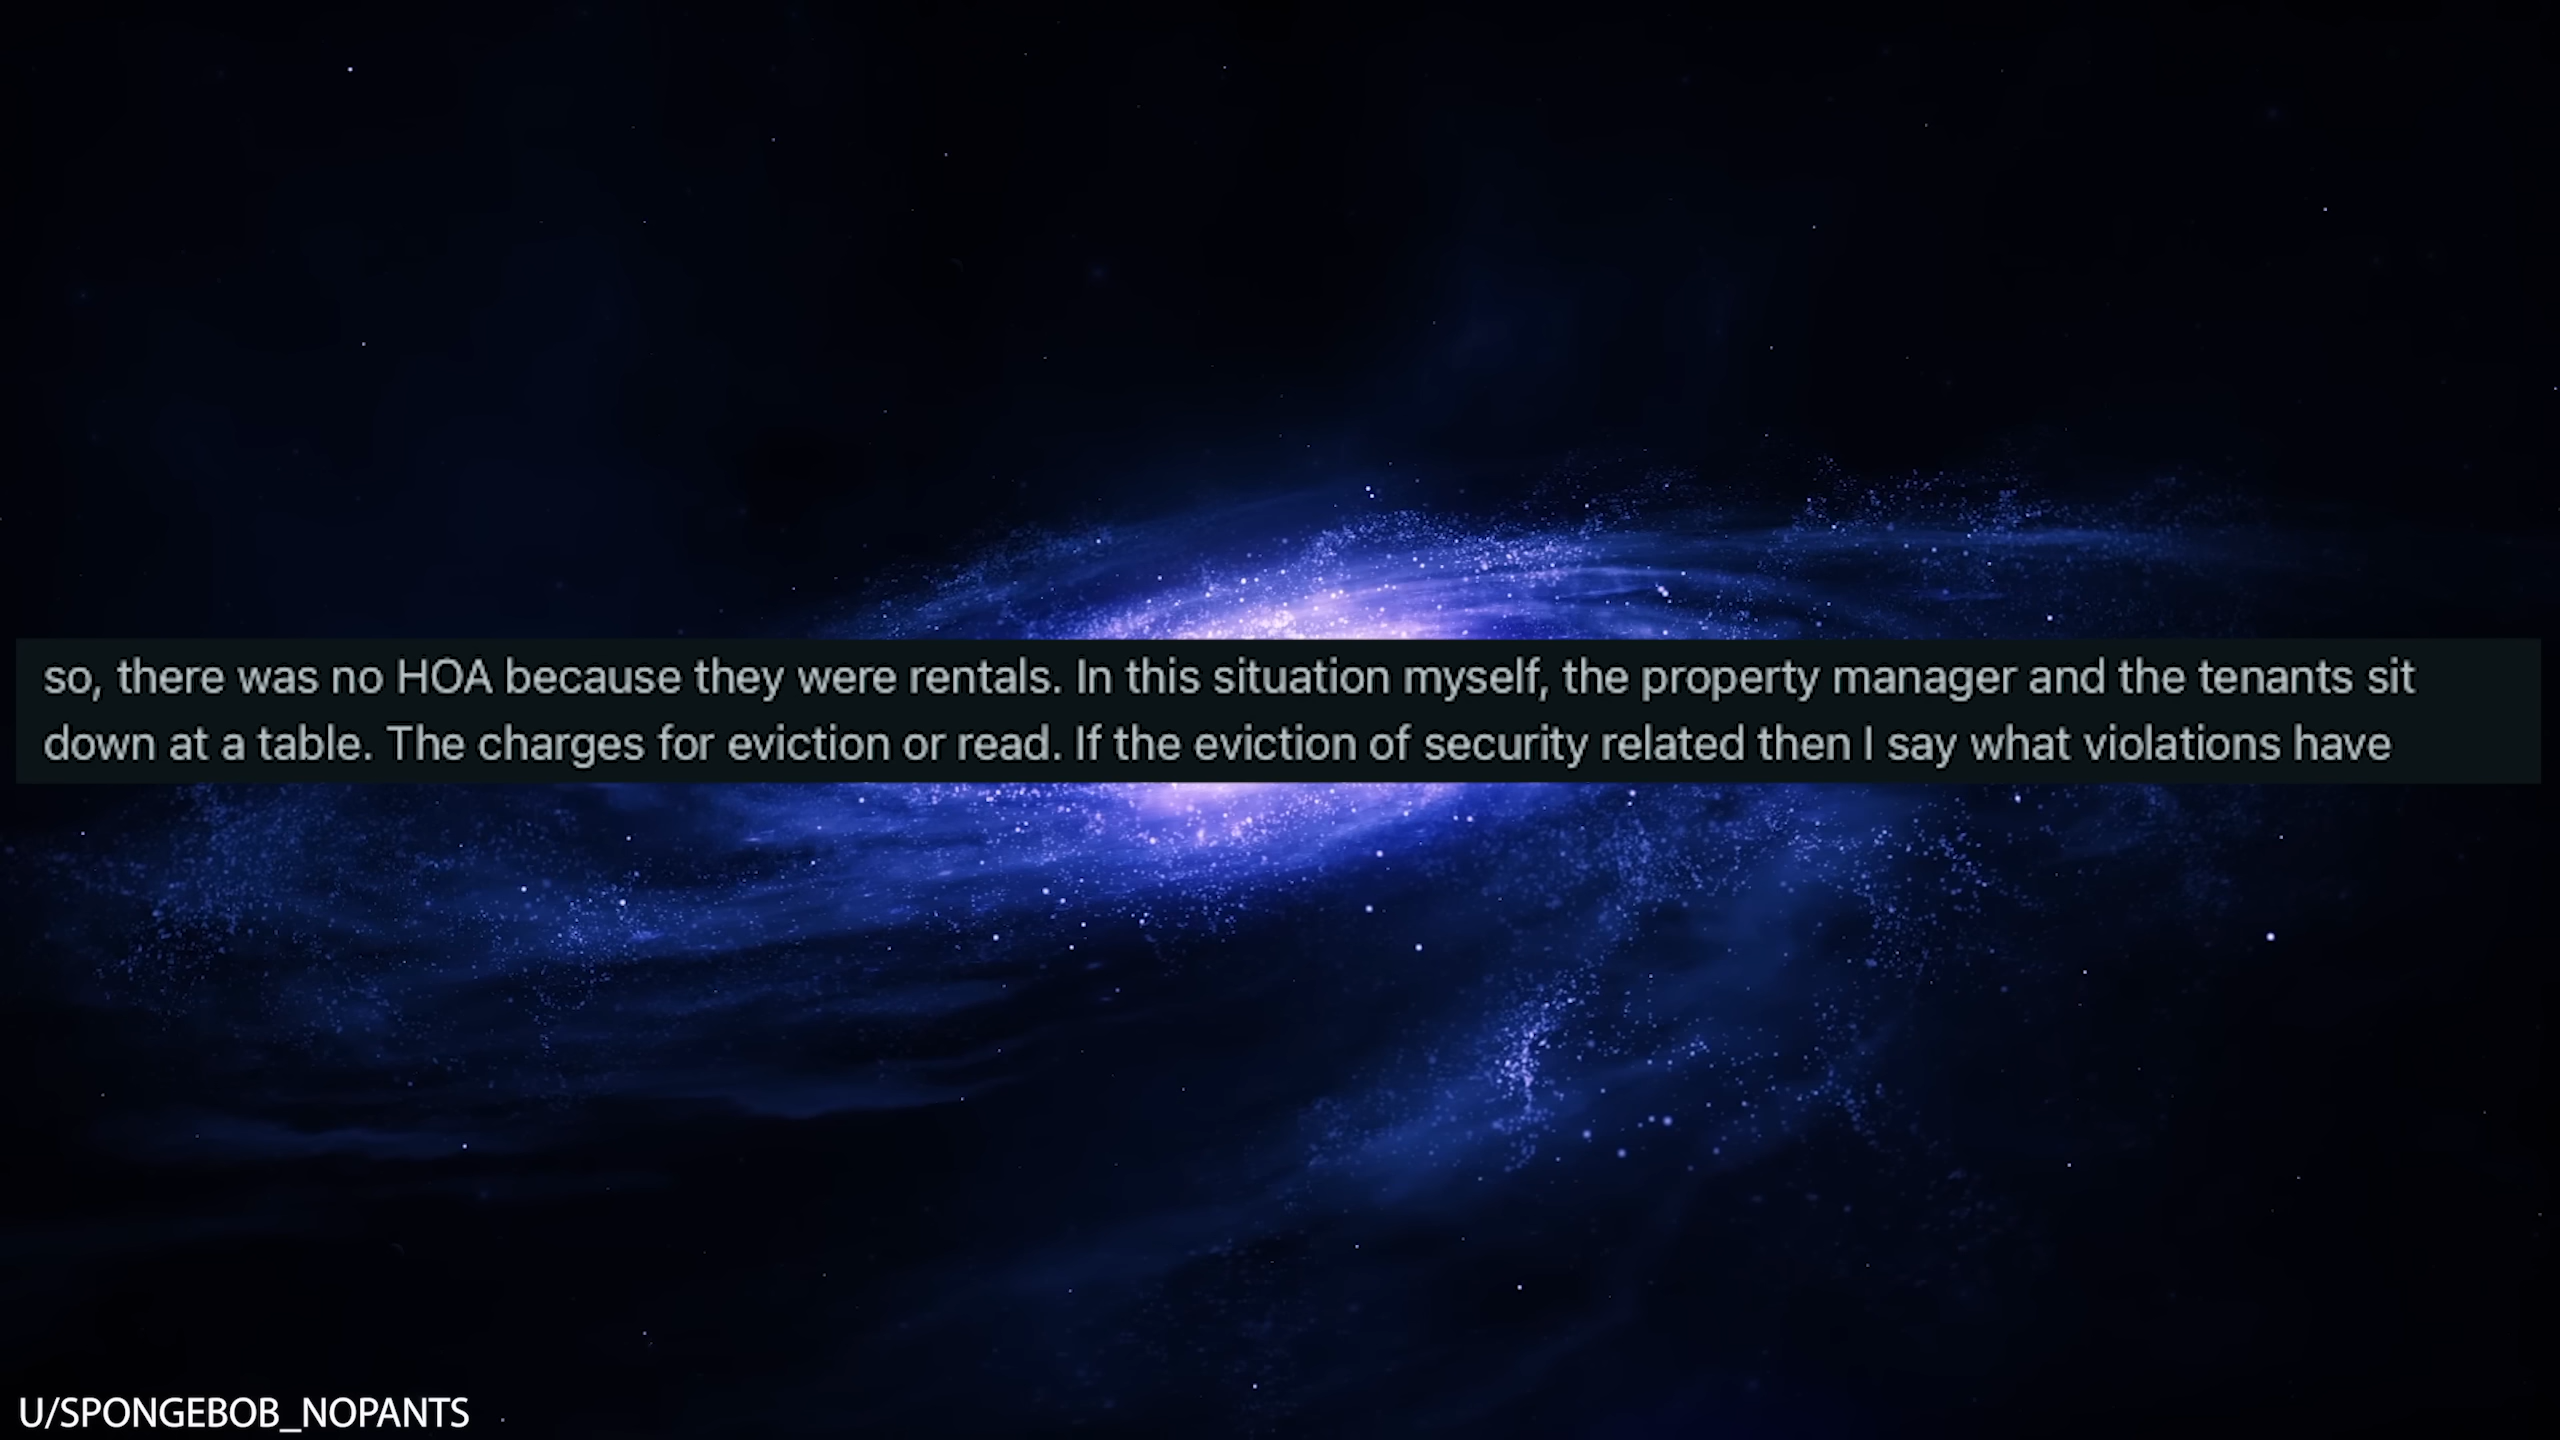 so, there was no HOA because they were rentals. In this situation myself, the property manager and the tenants sit
down at a table. The charges for eviction or read. If the eviction of security related then I say what violations have
U/SPONGEBOB_NOPANTS